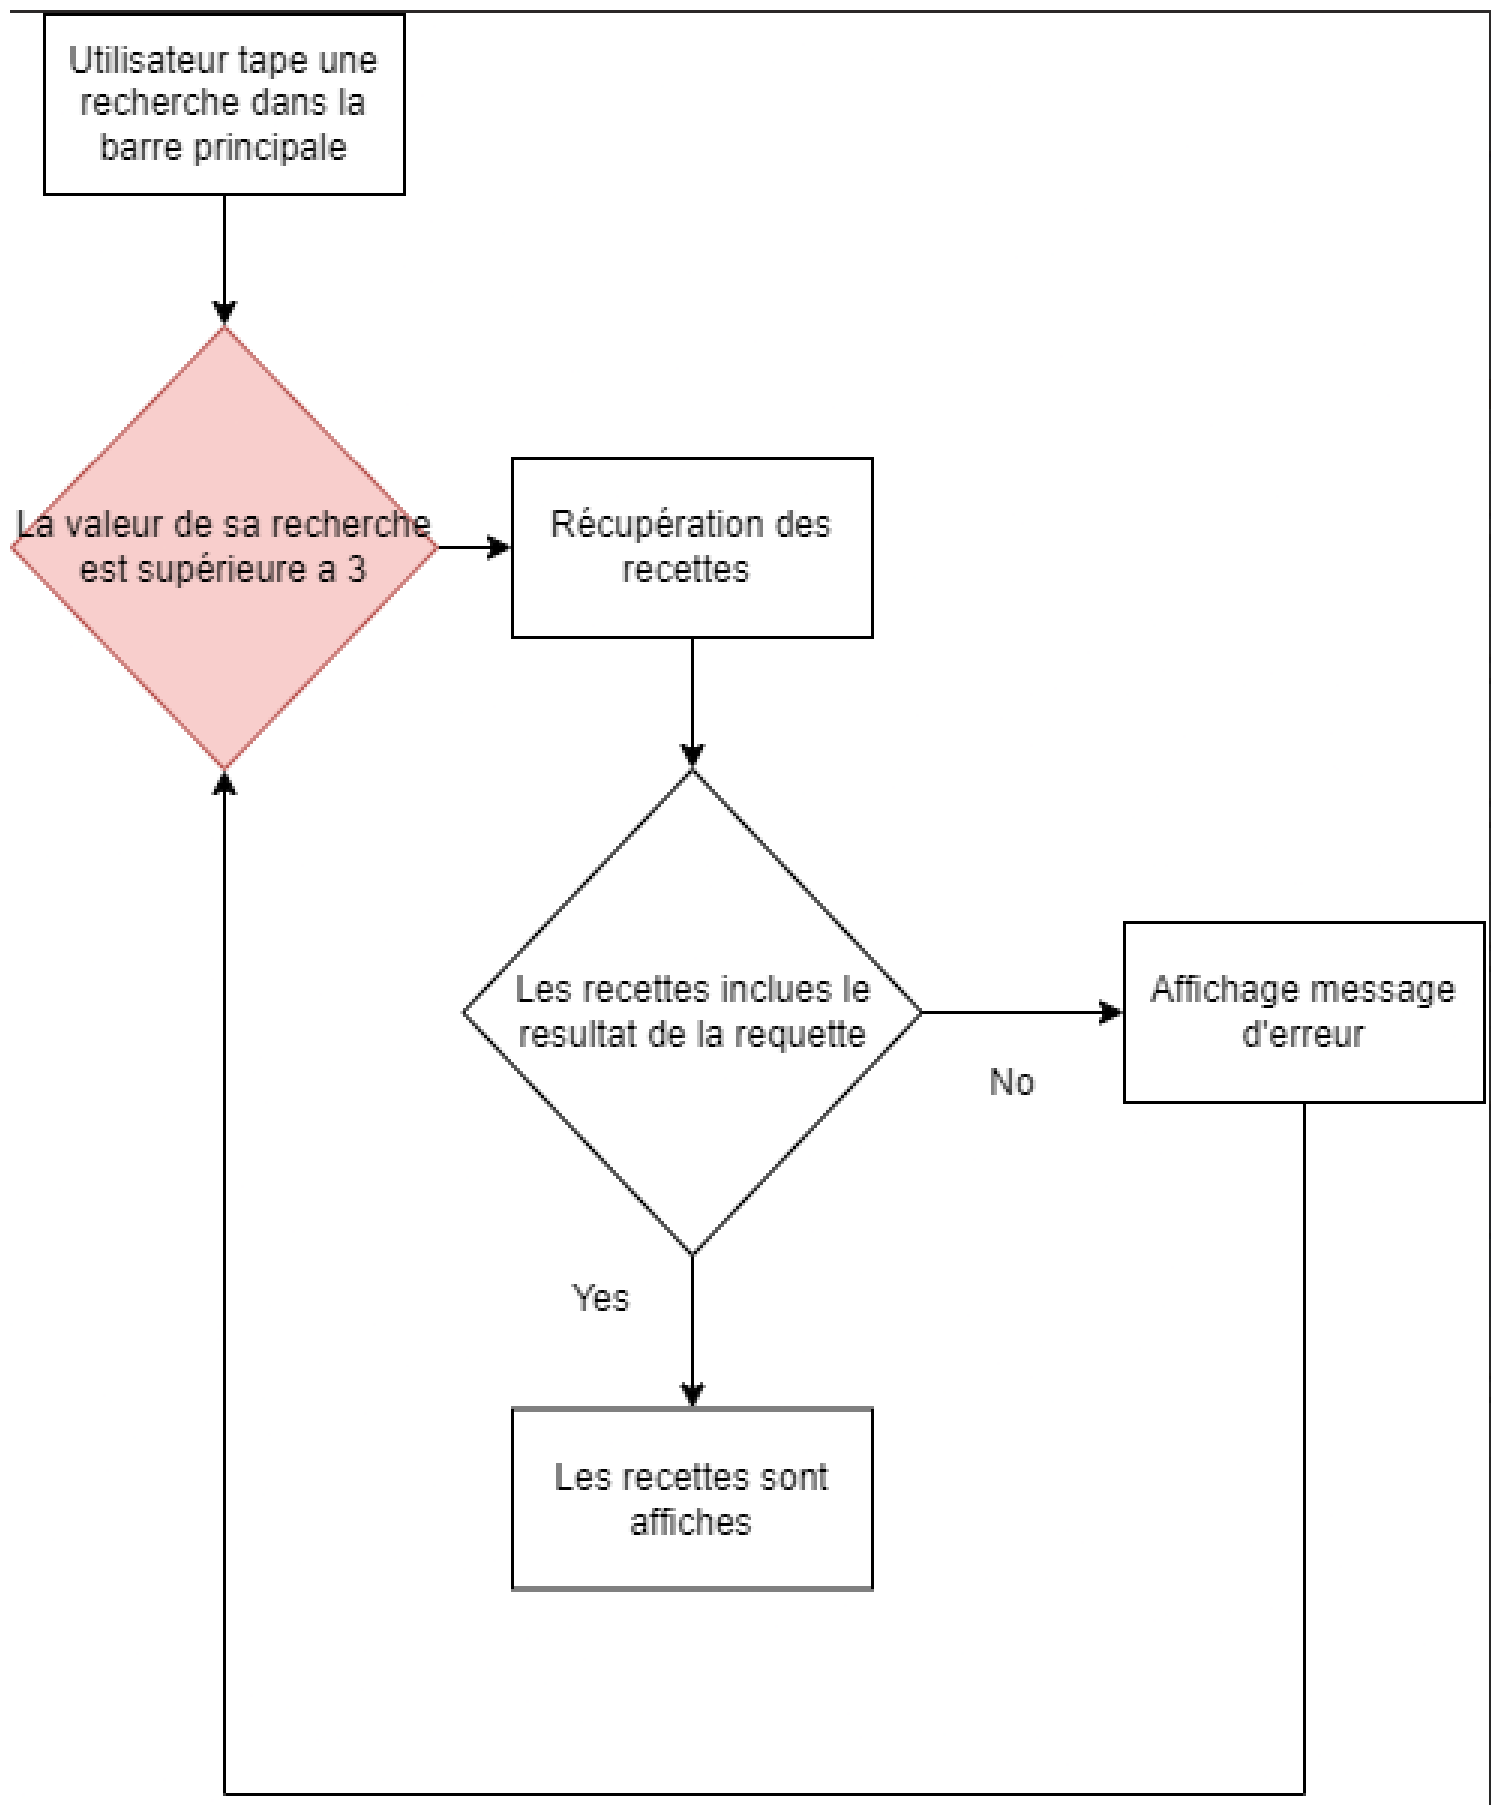 Utilisateur tape une
recherche dans la
barre principale
La valeur de sa recherche
est supérieure a 3
Récupération des
recettes
Les recettes inclues le
resultat de la requette
Affichage message
d'erreur
No
Yes
Les recettes sont
affiches